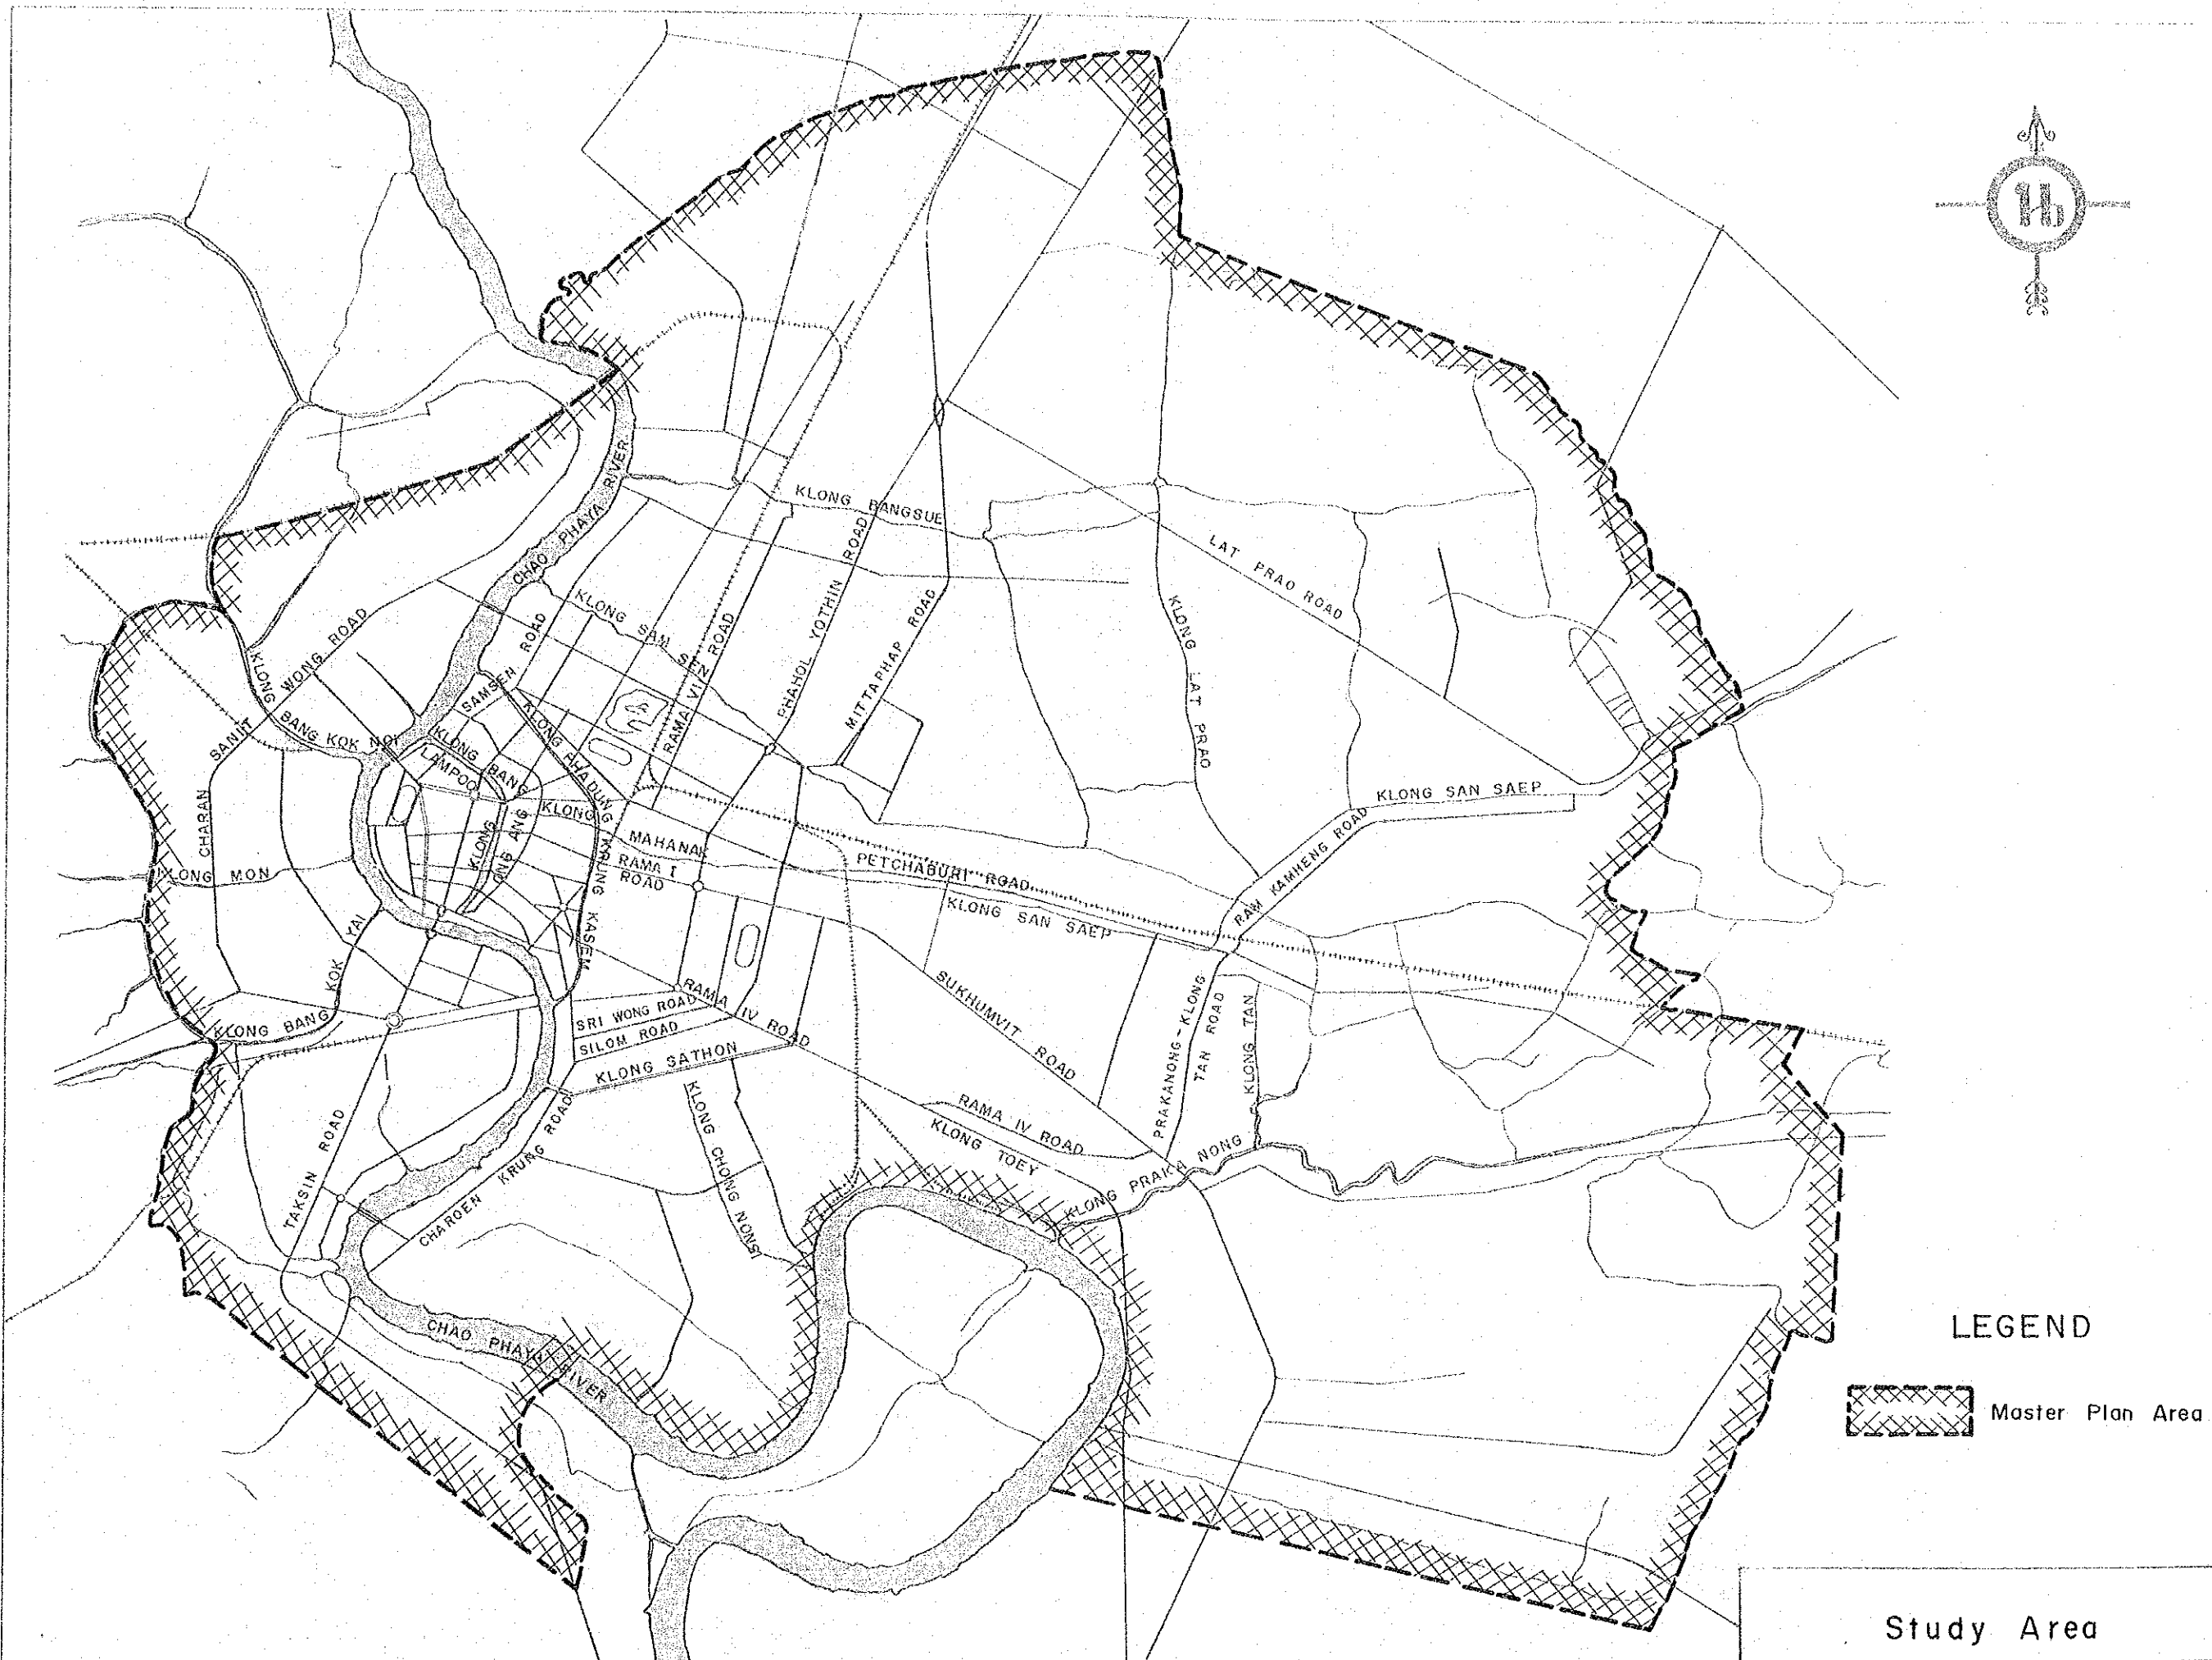 CHAO PHAYA RIVER
KLONG BANGSUE
LAT PRAO ROAD
PHAHOL YOTHIN ROAD
MITTAPHAP ROAD
KLONG LAT PRAO
KLONG SAM SEN
SAMSEN ROAD
RAMA VI ROAD
SANIT WONG ROAD
CHARAN
KLONG BANG KOK NOI
KLONG BANG
LAMPOO
KLONG PHADUNG KRUNG KASEM
KLONG
ONG ANG
KLONG MAHANAK
RAMA I
ROAD
PETCHABURI ROAD
KLONG SAN SAEP
KLONG SAN SAEP
RAM KAMHENG ROAD
KLONG MON
KLONG BANG KOK YAI
SRI WONG ROAD
SILOM ROAD
KLONG SATHON
RAMA IV ROAD
SUKHUMVIT ROAD
PRAKANONG-KLONG
TAN ROAD
KLONG TAN
RAMA IV ROAD
KLONG TOEY
KLONG PRAKA NONG
KLONG CHONG NONSI
TAKSIN ROAD
CHAROEN KRUNG ROAD
CHAO PHAYA RIVER
LEGEND
Master Plan Area
Study Area